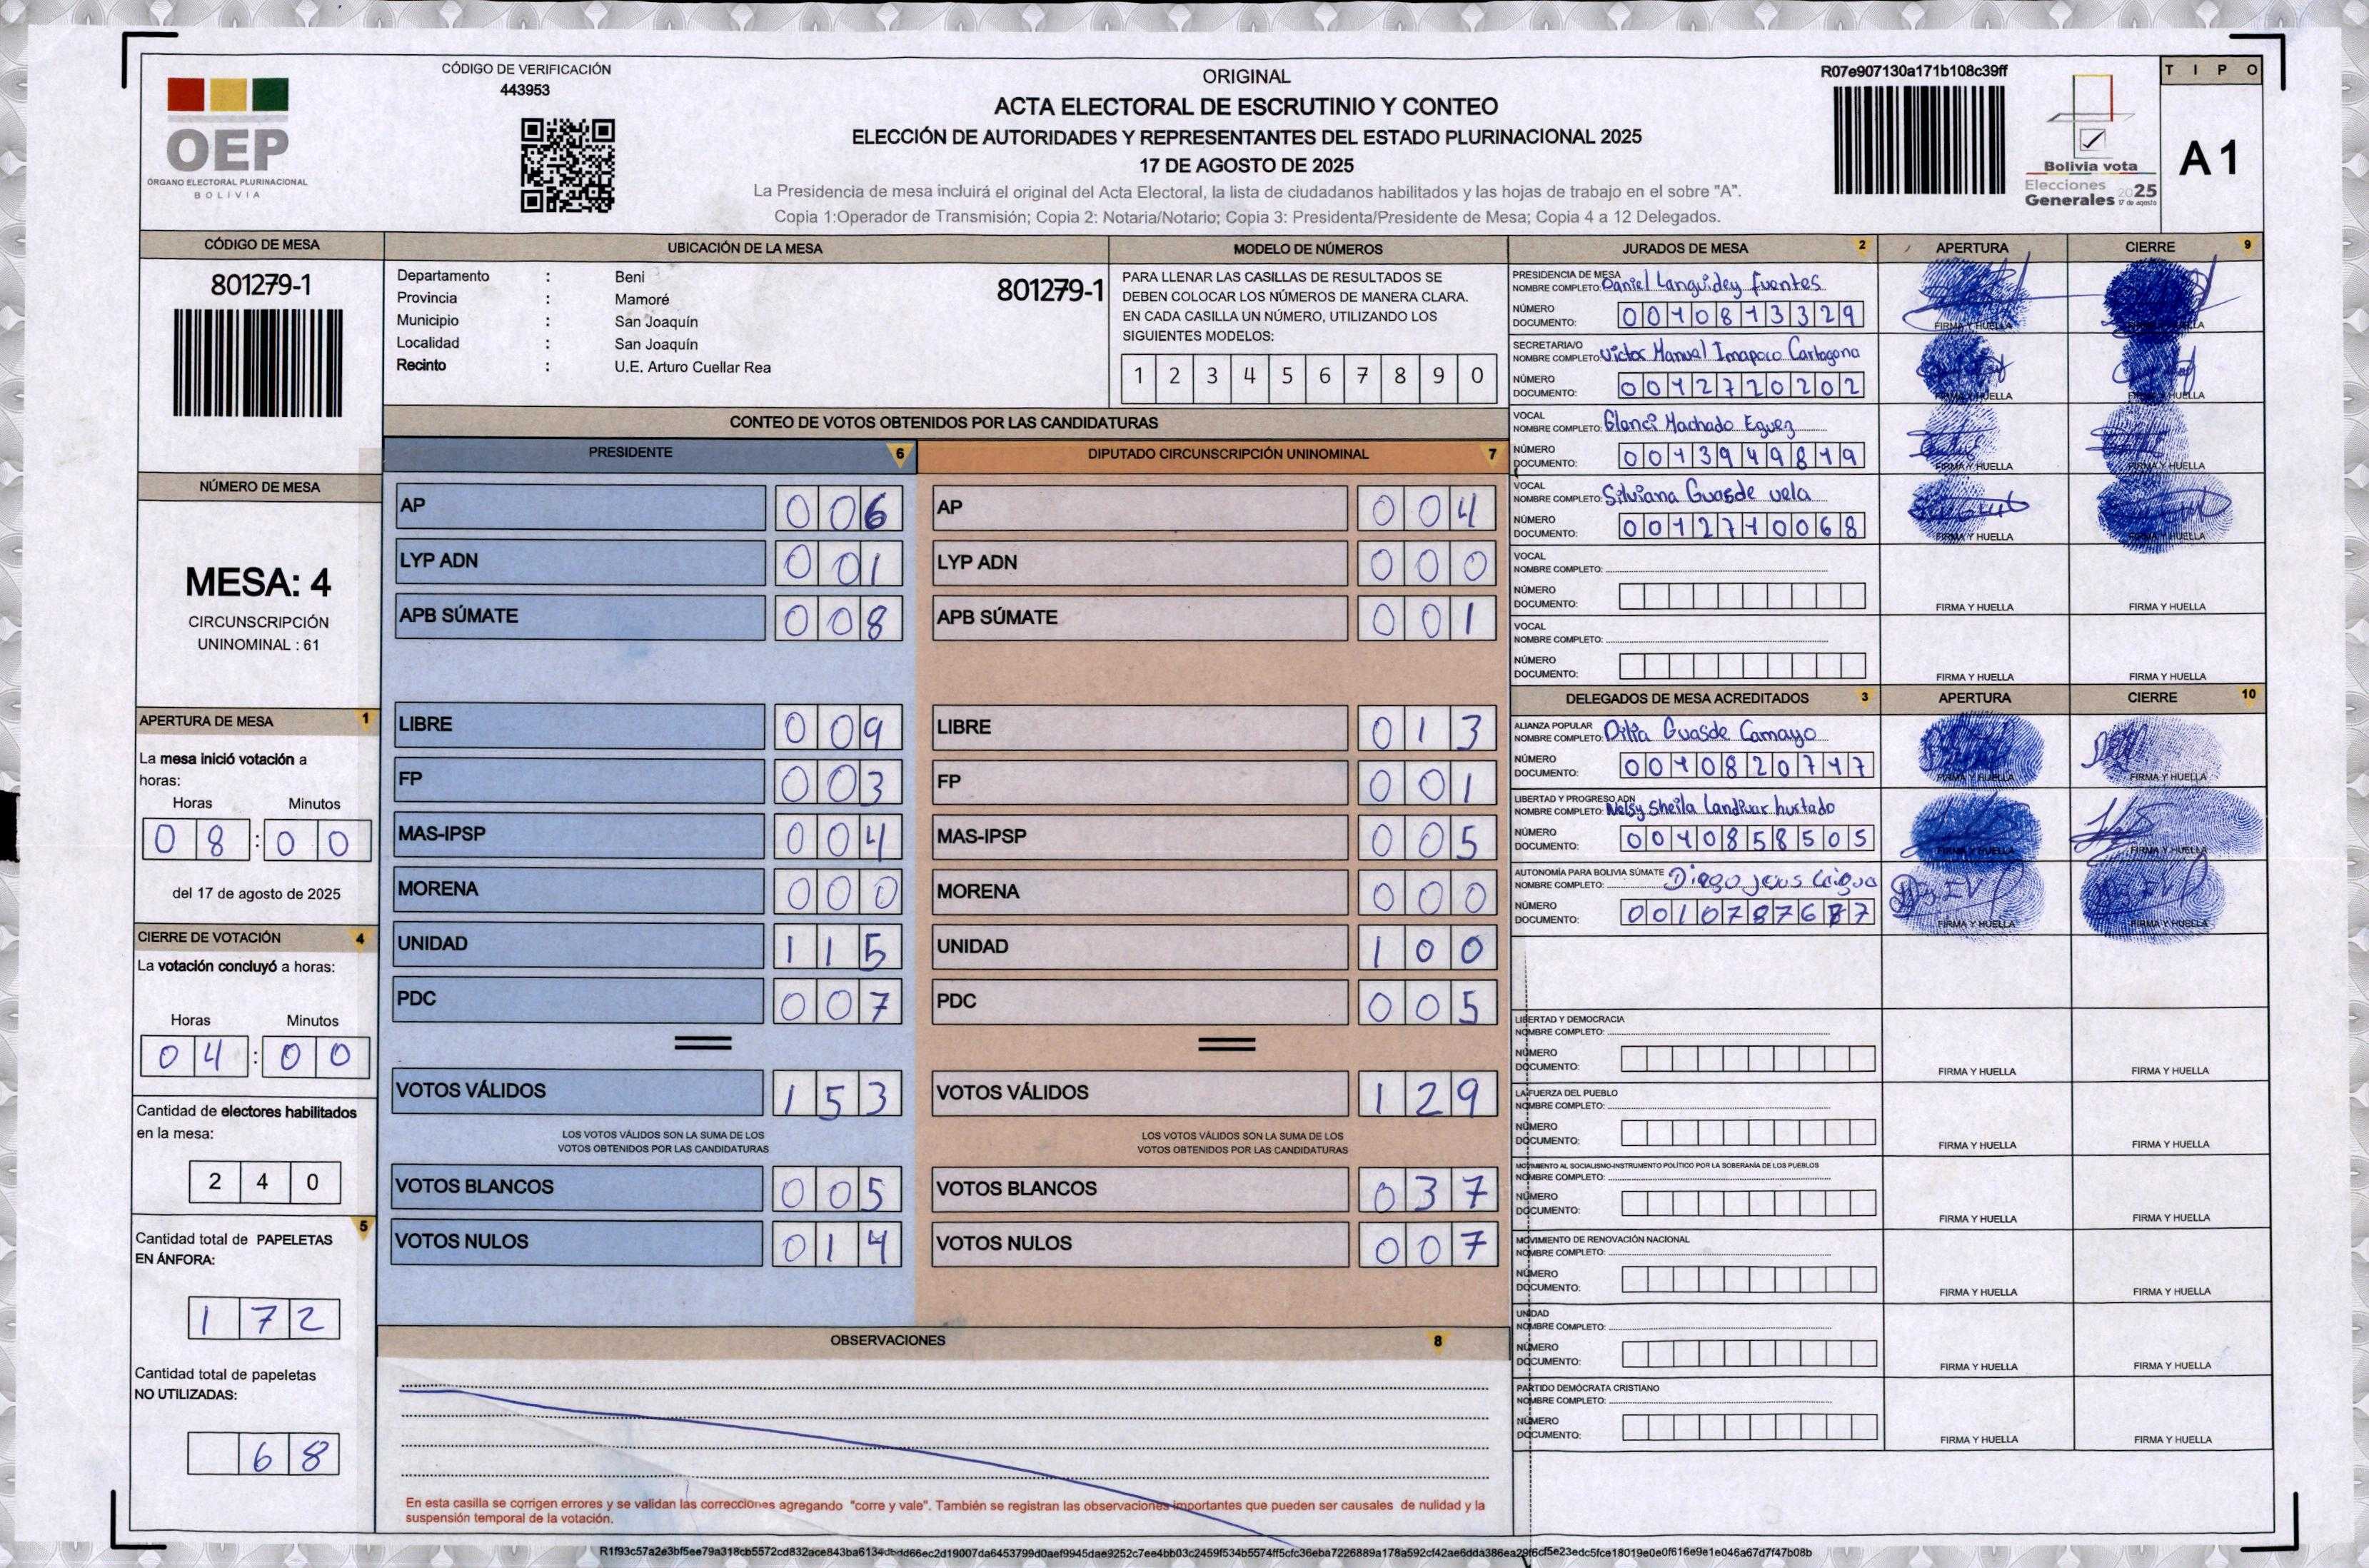 CÓDIGO DE VERIFICACIÓN
443953
OEP
ÓRGANO ELECTORAL PLURINACIONAL
BOLIVIA
ORIGINAL
ACTA ELECTORAL DE ESCRUTINIO Y CONTEO
ELECCIÓN DE AUTORIDADES Y REPRESENTANTES DEL ESTADO PLURINACIONAL 2025
17 DE AGOSTO DE 2025
La Presidencia de mesa incluirá el original del Acta Electoral, la lista de ciudadanos habilitados y las hojas de trabajo en el sobre "A".
Copia 1:Operador de Transmisión; Copia 2: Notaria/Notario; Copia 3: Presidenta/Presidente de Mesa; Copia 4 a 12 Delegados.
R07e907130a171b108c39ff
Bolivia vota
Elecciones
Generales 2025
17 de agosto
TIPO
A1
CÓDIGO DE MESA
801279-1
UBICACIÓN DE LA MESA
Departamento : Beni
801279-1
Provincia : Mamoré
Municipio : San Joaquín
Localidad : San Joaquín
Recinto : U.E. Arturo Cuellar Rea
MODELO DE NÚMEROS
PARA LLENAR LAS CASILLAS DE RESULTADOS SE
DEBEN COLOCAR LOS NÚMEROS DE MANERA CLARA.
EN CADA CASILLA UN NÚMERO, UTILIZANDO LOS
SIGUIENTES MODELOS:
1 2 3 4 5 6 7 8 9 0
NÚMERO DE MESA
MESA: 4
CIRCUNSCRIPCIÓN
UNINOMINAL : 61
APERTURA DE MESA 1
La mesa inició votación a
horas:
Horas Minutos
08:00
del 17 de agosto de 2025
CIERRE DE VOTACIÓN 4
La votación concluyó a horas:
Horas Minutos
04:00
Cantidad de electores habilitados
en la mesa:
240
5
Cantidad total de PAPELETAS
EN ÁNFORA:
172
Cantidad total de papeletas
NO UTILIZADAS:
68
CONTEO DE VOTOS OBTENIDOS POR LAS CANDIDATURAS
PRESIDENTE 6
AP 006
LYP ADN 001
APB SÚMATE 008
LIBRE 009
FP 003
MAS-IPSP 004
MORENA 000
UNIDAD 115
PDC 007
VOTOS VÁLIDOS 153
LOS VOTOS VÁLIDOS SON LA SUMA DE LOS
VOTOS OBTENIDOS POR LAS CANDIDATURAS
VOTOS BLANCOS 005
VOTOS NULOS 014
DIPUTADO CIRCUNSCRIPCIÓN UNINOMINAL 7
AP 004
LYP ADN 000
APB SÚMATE 001
LIBRE 013
FP 001
MAS-IPSP 005
MORENA 000
UNIDAD 100
PDC 005
VOTOS VÁLIDOS 129
LOS VOTOS VÁLIDOS SON LA SUMA DE LOS
VOTOS OBTENIDOS POR LAS CANDIDATURAS
VOTOS BLANCOS 037
VOTOS NULOS 007
OBSERVACIONES 8
En esta casilla se corrigen errores y se validan las correcciones agregando "corre y vale". También se registran las observaciones importantes que pueden ser causales de nulidad y la
suspensión temporal de la votación.
JURADOS DE MESA 2 APERTURA CIERRE 9
PRESIDENCIA DE MESA
NOMBRE COMPLETO: Daniel Languidey Fuentes
NÚMERO
DOCUMENTO: 0010813329
FIRMA Y HUELLA FIRMA Y HUELLA
SECRETARIA/O
NOMBRE COMPLETO: Victor Manuel Imapoco Cartagena
NÚMERO
DOCUMENTO: 0012720202
FIRMA Y HUELLA FIRMA Y HUELLA
VOCAL
NOMBRE COMPLETO: Glenci Machado Eguez
NÚMERO
DOCUMENTO: 0013949819
FIRMA Y HUELLA FIRMA Y HUELLA
VOCAL
NOMBRE COMPLETO: Silviana Guasde vela
NÚMERO
DOCUMENTO: 0012710068
FIRMA Y HUELLA FIRMA Y HUELLA
VOCAL
NOMBRE COMPLETO:
NÚMERO
DOCUMENTO:
FIRMA Y HUELLA FIRMA Y HUELLA
VOCAL
NOMBRE COMPLETO:
NÚMERO
DOCUMENTO:
FIRMA Y HUELLA FIRMA Y HUELLA
DELEGADOS DE MESA ACREDITADOS 3 APERTURA CIERRE 10
ALIANZA POPULAR
NOMBRE COMPLETO: Dilia Guasde Camayo
NÚMERO
DOCUMENTO: 0010820717
FIRMA Y HUELLA FIRMA Y HUELLA
LIBERTAD Y PROGRESO ADN
NOMBRE COMPLETO: Nelsy Sheila Landivar hurtado
NÚMERO
DOCUMENTO: 0010858505
FIRMA Y HUELLA FIRMA Y HUELLA
AUTONOMÍA PARA BOLIVIA SÚMATE
NOMBRE COMPLETO: Diego
NÚMERO
DOCUMENTO: 0010787687
FIRMA Y HUELLA FIRMA Y HUELLA
LIBERTAD Y DEMOCRACIA
NOMBRE COMPLETO:
NÚMERO
DOCUMENTO:
FIRMA Y HUELLA FIRMA Y HUELLA
LA FUERZA DEL PUEBLO
NOMBRE COMPLETO:
NÚMERO
DOCUMENTO:
FIRMA Y HUELLA FIRMA Y HUELLA
MOVIMIENTO AL SOCIALISMO-INSTRUMENTO POLÍTICO POR LA SOBERANÍA DE LOS PUEBLOS
NOMBRE COMPLETO:
NÚMERO
DOCUMENTO:
FIRMA Y HUELLA FIRMA Y HUELLA
MOVIMIENTO DE RENOVACIÓN NACIONAL
NOMBRE COMPLETO:
NÚMERO
DOCUMENTO:
FIRMA Y HUELLA FIRMA Y HUELLA
UNIDAD
NOMBRE COMPLETO:
NÚMERO
DOCUMENTO:
FIRMA Y HUELLA FIRMA Y HUELLA
PARTIDO DEMÓCRATA CRISTIANO
NOMBRE COMPLETO:
NÚMERO
DOCUMENTO:
FIRMA Y HUELLA FIRMA Y HUELLA